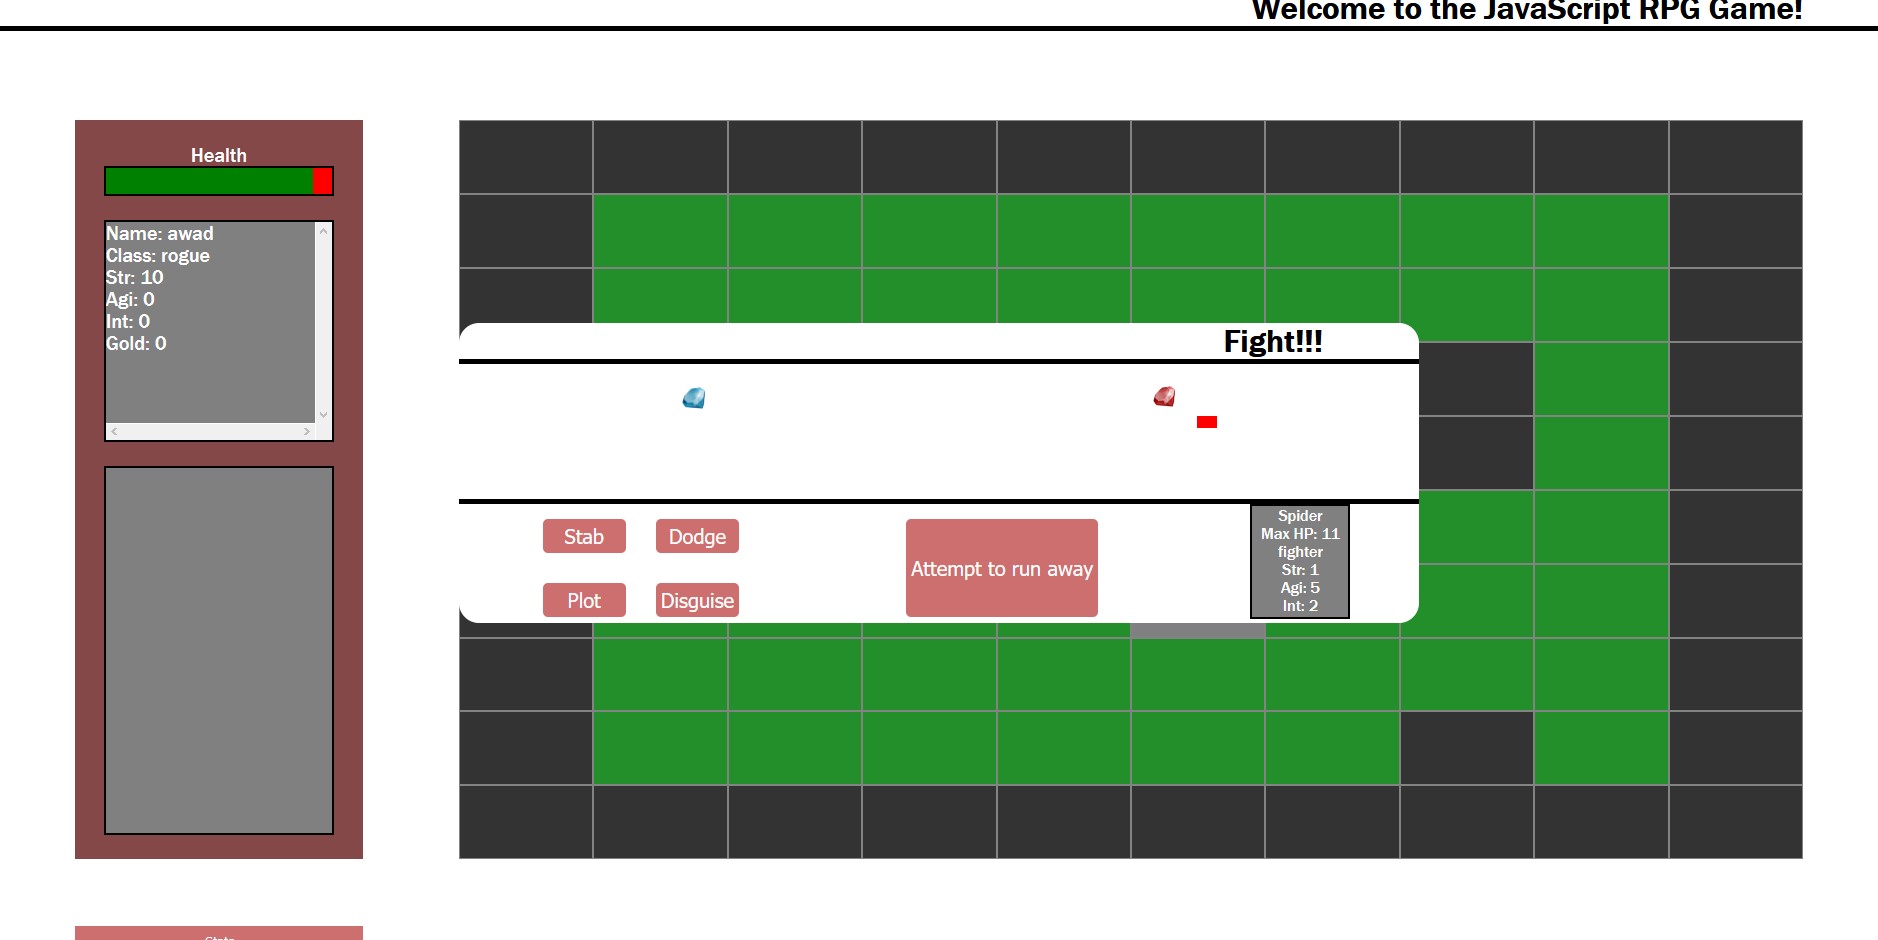 Welcome to the JavaScript RPG Game!
Health
Name: awad
Class: rogue
Str: 10
Agi: 0
Int: 0
Gold: 0
Fight!!!
Stab
Dodge
Plot
Disguise
Attempt to run away
Spider
Max HP: 11
fighter
Str: 1
Agi: 5
Int: 2